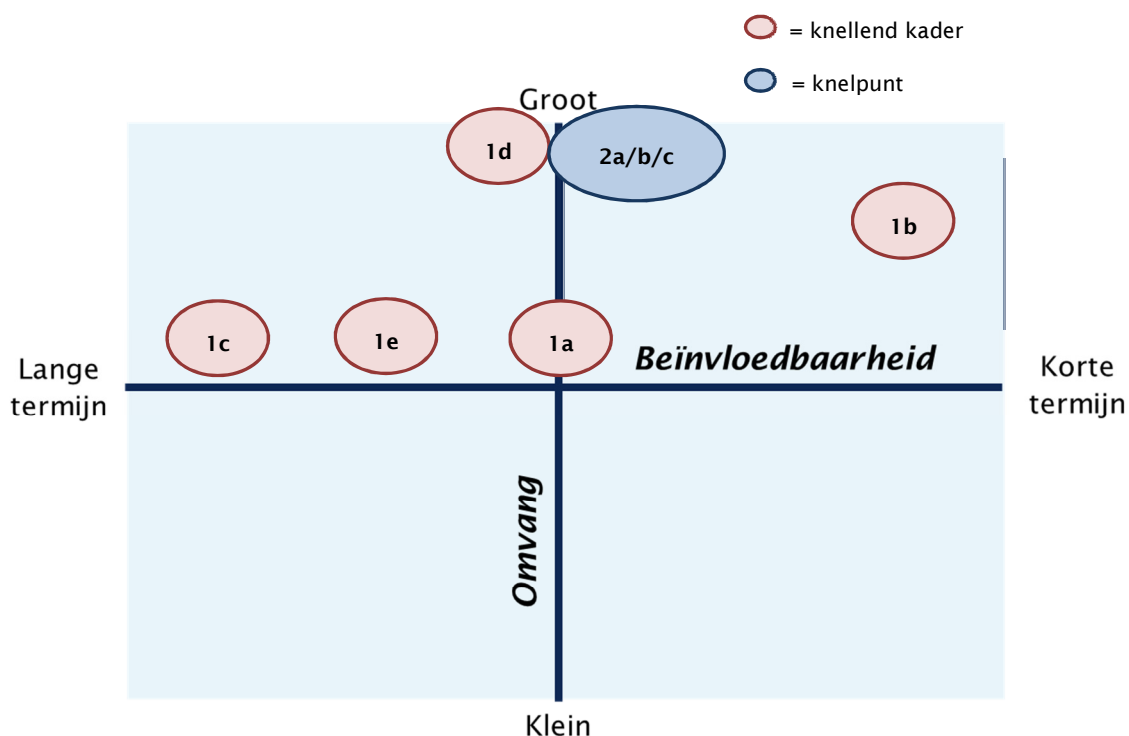 = knellend kader
= knelpunt
Groot
1d
2a/b/c
1b
1c
1e
1a
Beïnvloedbaarheid
Lange
termijn
Korte
termijn
Omvang
Klein